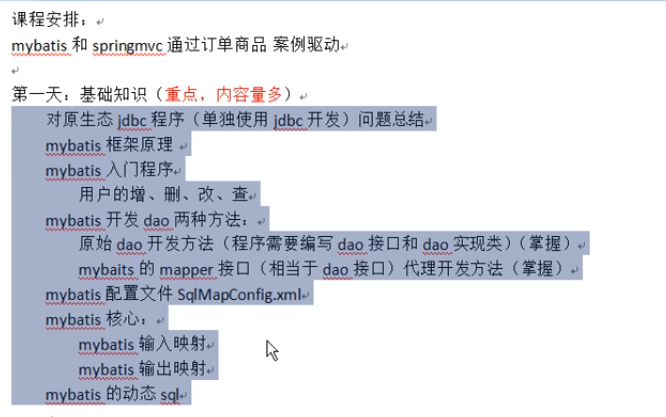 课程安排：
mybatis 和 springmvc 通过订单商品 案例驱动
第一天：基础知识（重点，内容量多）
对原生态 jdbc 程序（单独使用 jdbc 开发）问题总结
mybatis 框架原理
mybatis 入门程序
用户的增、删、改、查
mybatis 开发 dao 两种方法：
原始 dao 开发方法（程序需要编写 dao 接口和 dao 实现类）（掌握）
mybaits 的 mapper 接口（相当于 dao 接口）代理开发方法（掌握）
mybatis 配置文件 SqlMapConfig.xml
mybatis 核心：
mybatis 输入映射
mybatis 输出映射
mybatis 的动态 sql